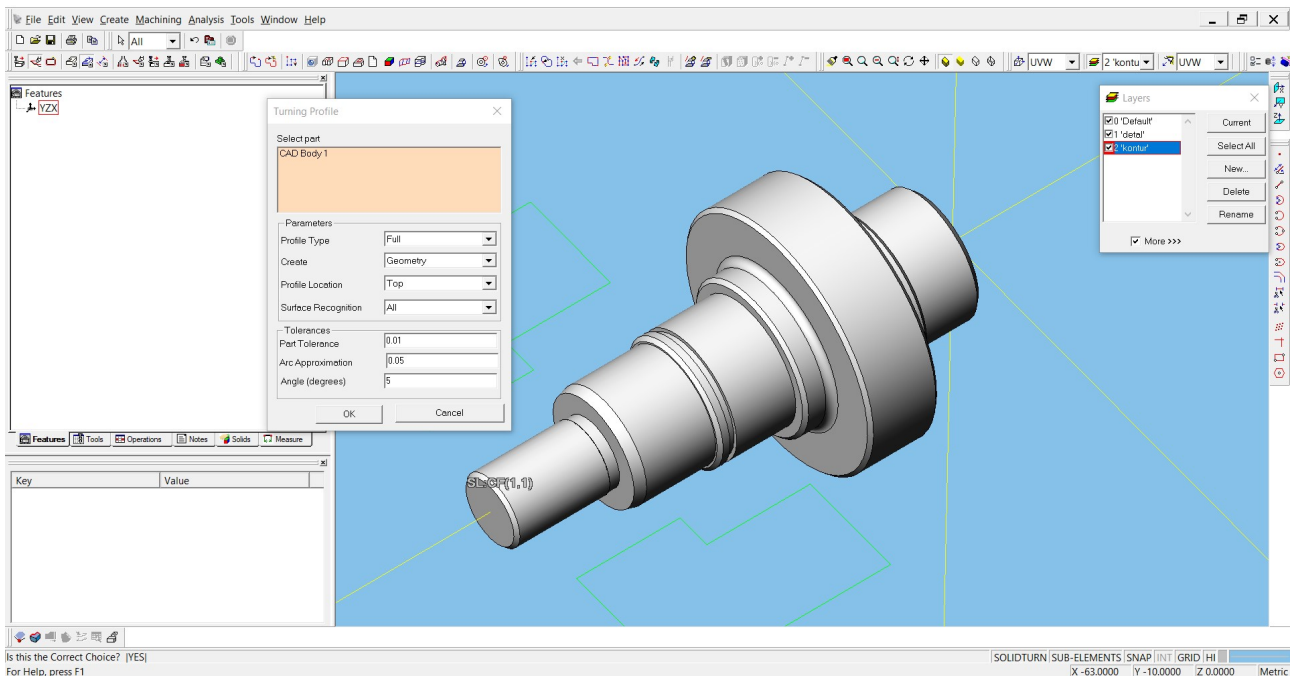 File Edit View Create Machining Analysis Tools Window Help
All
UVW 2 'kontu UVW
Features
YZX
Turning Profile
Select part
CAD Body 1
Parameters
Profile Type Full
Create Geometry
Profile Location Top
Surface Recognition All
Tolerances
Part Tolerance 0.01
Arc Approximation 0.05
Angle (degrees) 5
OK Cancel
Layers
0 'Default'
1 'detal'
2 'kontur'
Current
Select All
New...
Delete
Rename
More >>>
Features Tools Operations Notes Solids Measure
Key Value
SL:CF(1,1)
Is this the Correct Choice? |YES|
SOLIDTURN SUB-ELEMENTS SNAP INT GRID HI
For Help, press F1
X -63.0000 Y -10.0000 Z 0.0000 Metric